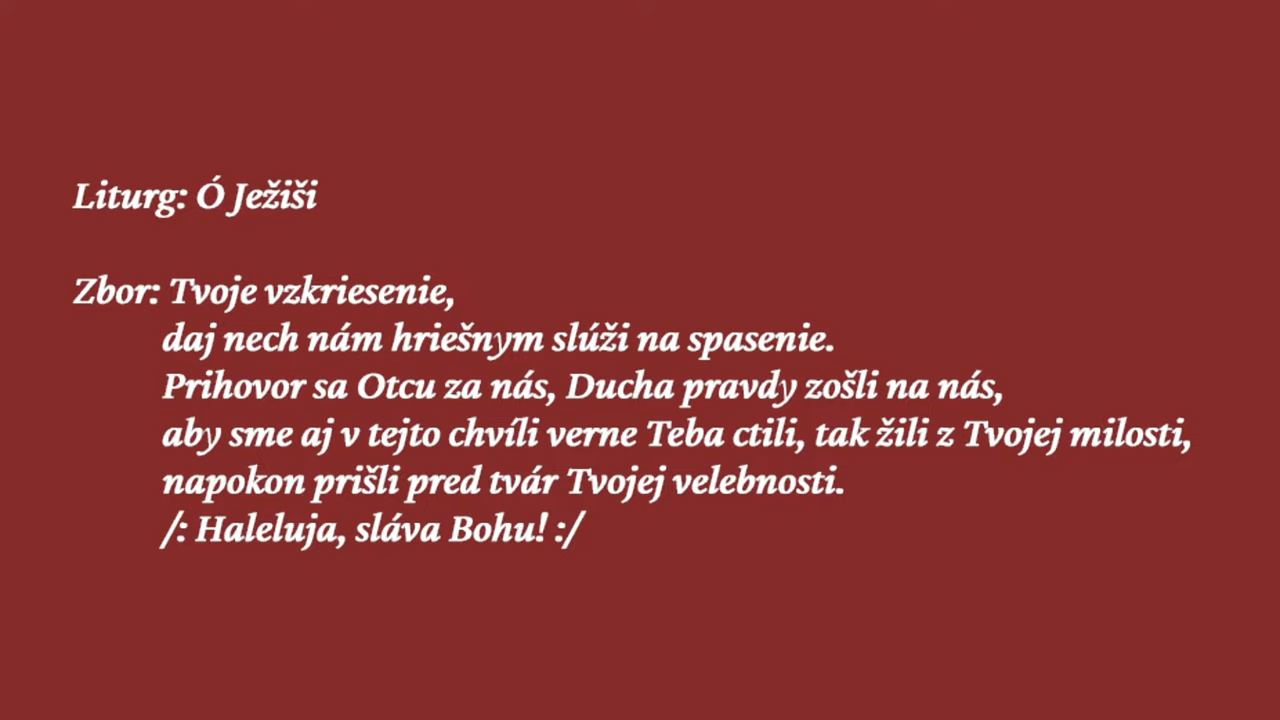 Liturg: Ó Ježiši
Zbor: Tvoje vzkriesenie,
daj nech nám hriešnym slúži na spasenie.
Prihovor sa Otcu za nás, Ducha pravdy zošli na nás,
aby sme aj v tejto chvíli verne Teba ctili, tak žili z Tvojej milosti,
napokon prišli pred tvár Tvojej velebnosti.
/: Haleluja, sláva Bohu! :/